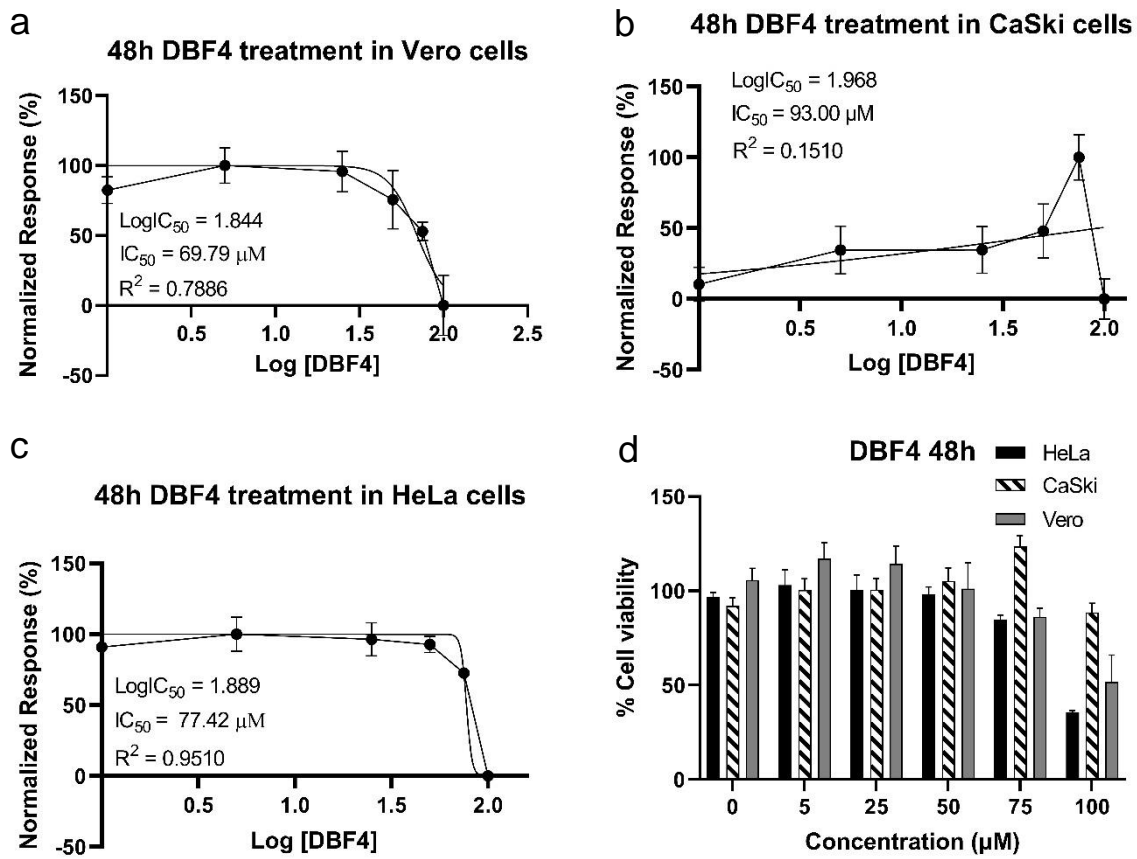 a
48h DBF4 treatment in Vero cells
Normalized Response (%)
150
100
50
0
-50
LogIC50 = 1.844
IC50 = 69.79 μM
R2 = 0.7886
0.5 1.0 1.5 2.0 2.5
Log [DBF4]
b
48h DBF4 treatment in CaSki cells
Normalized Response (%)
150
100
50
0
-50
LogIC50 = 1.968
IC50 = 93.00 μM
R2 = 0.1510
0.5 1.0 1.5 2.0
Log [DBF4]
c
48h DBF4 treatment in HeLa cells
Normalized Response (%)
150
100
50
0
-50
LogIC50 = 1.889
IC50 = 77.42 μM
R2 = 0.9510
0.5 1.0 1.5 2.0
Log [DBF4]
d
DBF4 48h
HeLa
CaSki
Vero
% Cell viability
150
100
50
0
0 5 25 50 75 100
Concentration (μM)